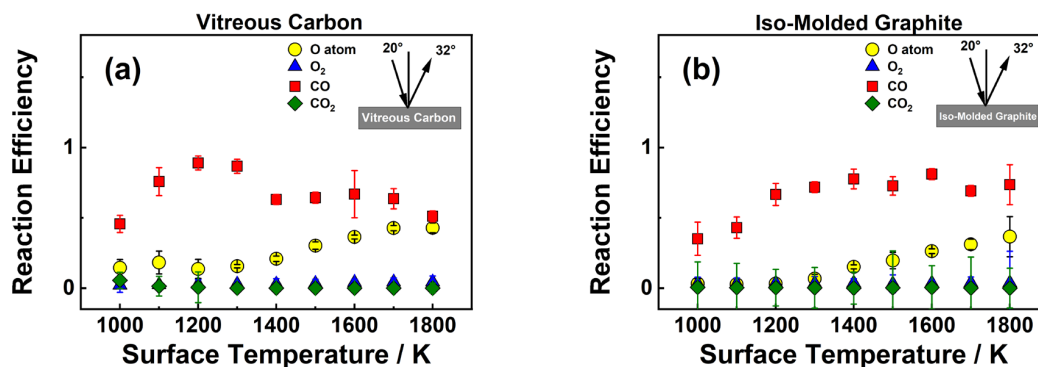 Vitreous Carbon
(a)
O atom
O₂
CO
CO₂
20°
32°
Vitreous Carbon
Reaction Efficiency
1
0
1000 1200 1400 1600 1800
Surface Temperature / K
Iso-Molded Graphite
(b)
O atom
O₂
CO
CO₂
20°
32°
Iso-Molded Graphite
Reaction Efficiency
1
0
1000 1200 1400 1600 1800
Surface Temperature / K